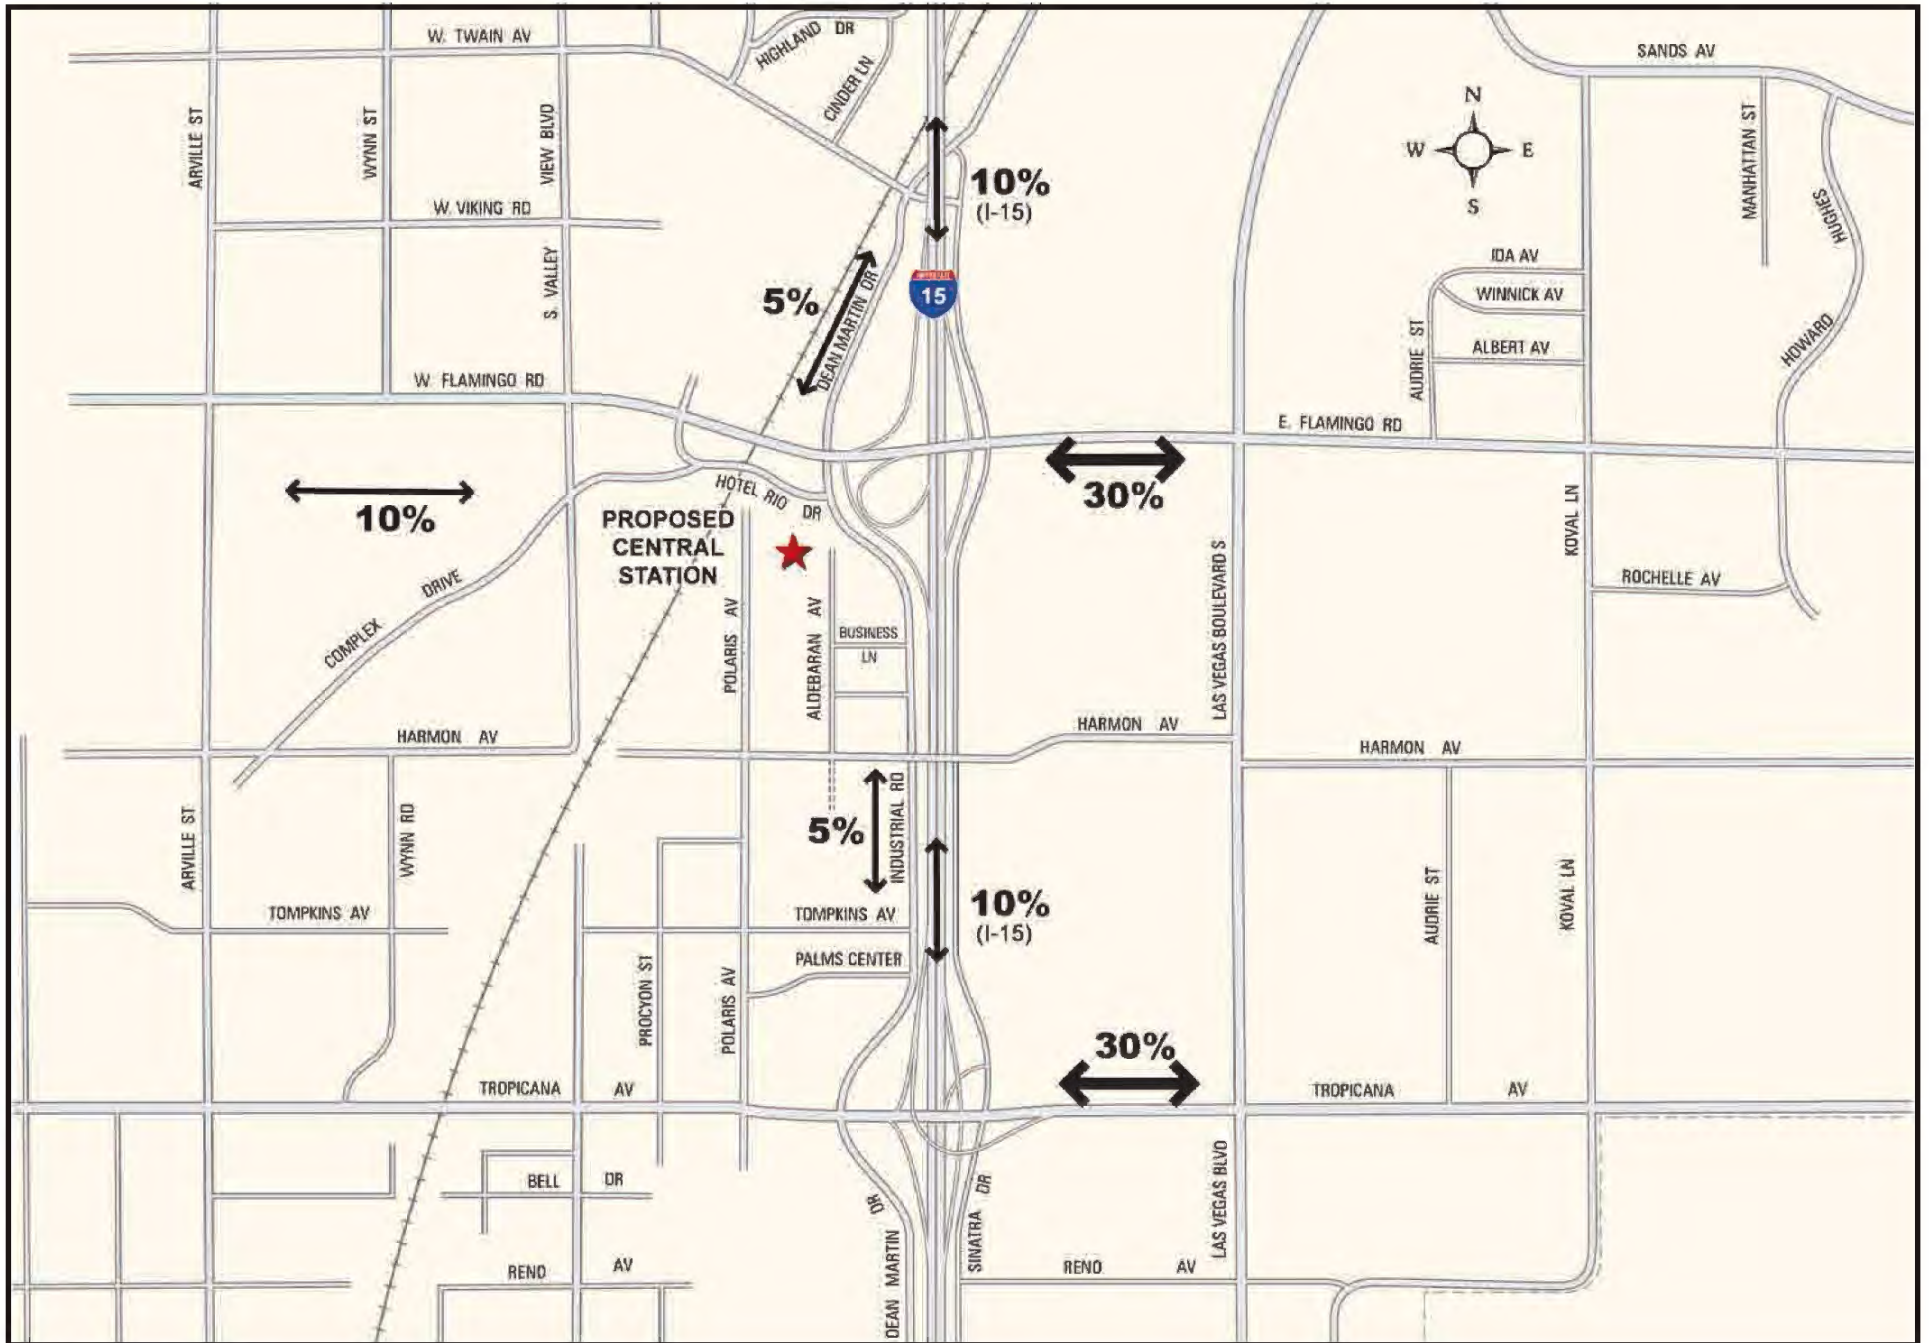 W. TWAIN AV
HIGHLAND DR
CINDER LN
SANDS AV
ARVILLE ST
WYNN ST
VIEW BLVD
S. VALLEY
MANHATTAN ST
HUGHES
HOWARD
N
W E
S
10%
(I-15)
W. VIKING RD
IDA AV
WINNICK AV
ALBERT AV
AUDRIE ST
5%
DEAN MARTIN DR
INTERSTATE
15
W. FLAMINGO RD
E. FLAMINGO RD
10%
30%
HOTEL RIO DR
PROPOSED
CENTRAL
STATION
COMPLEX DRIVE
POLARIS AV
ALDEBARAN AV
BUSINESS
LN
LAS VEGAS BOULEVARD S
KOVAL LN
ROCHELLE AV
HARMON AV
HARMON AV
HARMON AV
ARVILLE ST
WYNN RD
5%
INDUSTRIAL RD
10%
(I-15)
TOMPKINS AV
TOMPKINS AV
PALMS CENTER
PROCYON ST
POLARIS AV
AUDRIE ST
KOVAL LN
30%
TROPICANA AV
TROPICANA AV
BELL DR
RENO AV
DEAN MARTIN DR
SINATRA DR
LAS VEGAS BLVD
RENO AV